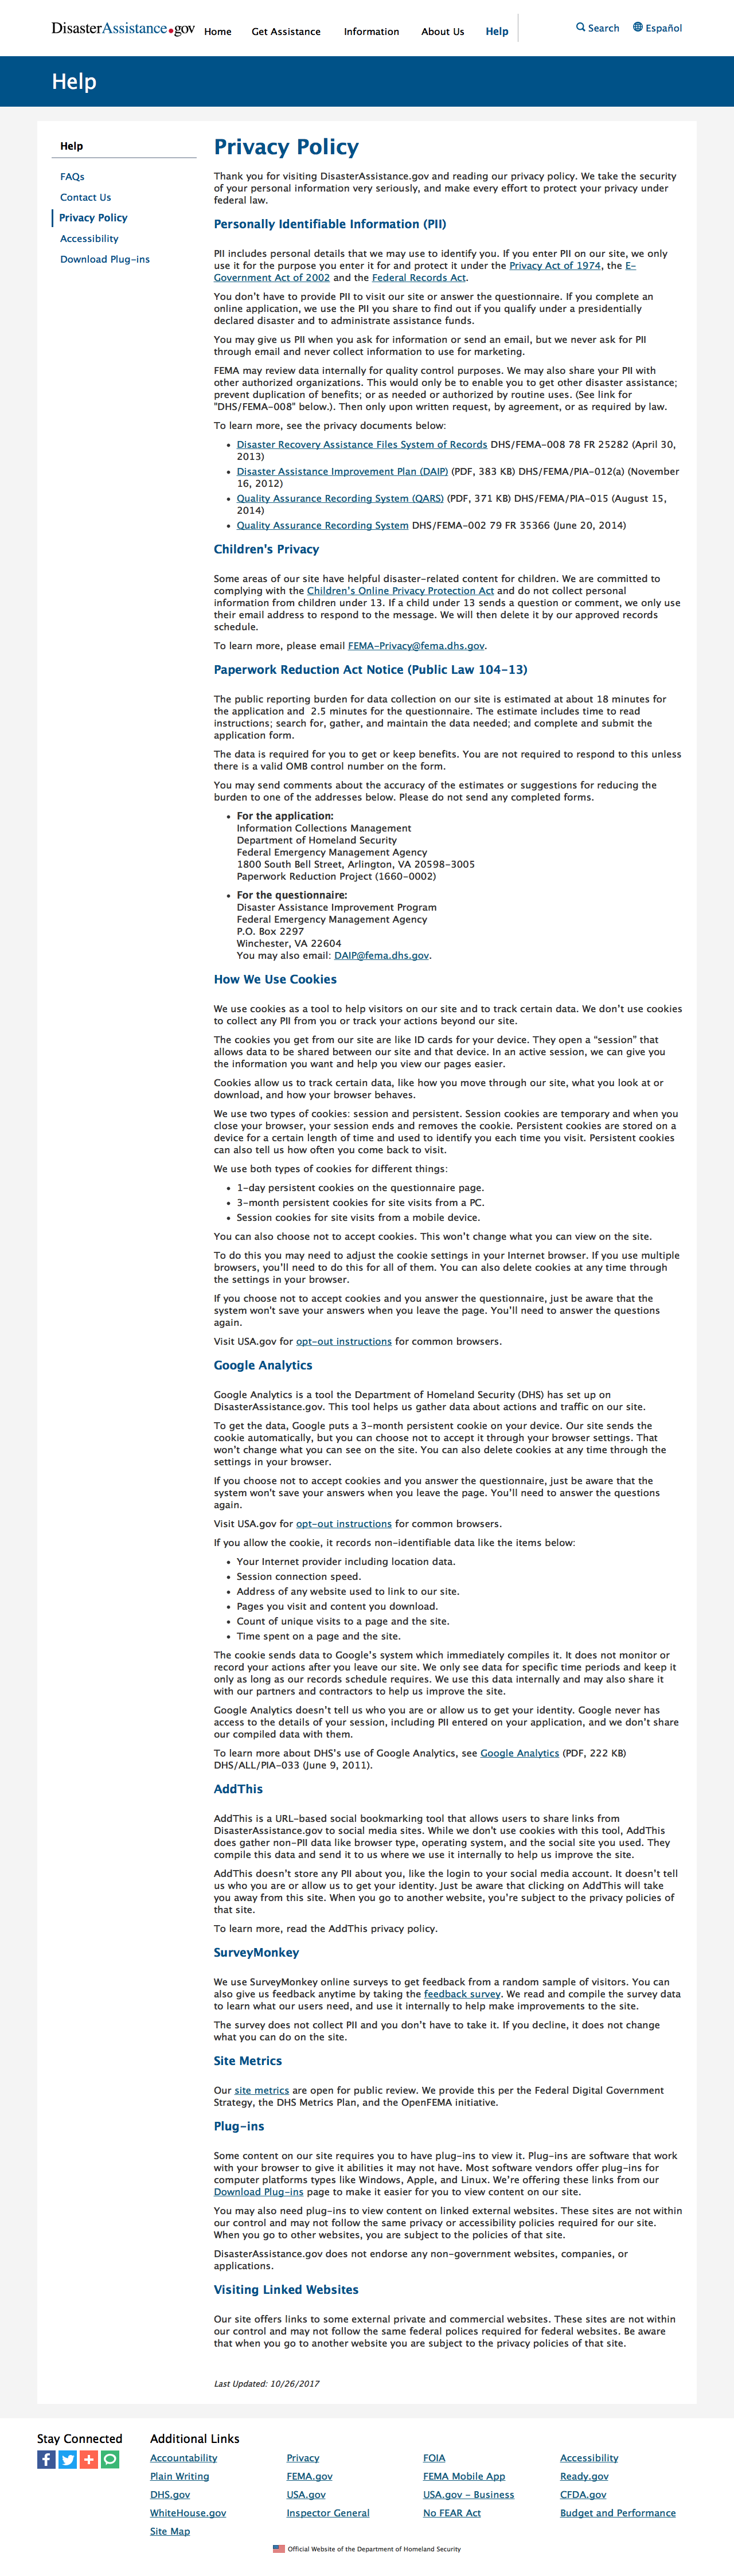 DisasterAssistance.gov Home Get Assistance Information About Us Help Search Español
Help
Help
FAQs
Contact Us
Privacy Policy
Accessibility
Download Plug-ins
Privacy Policy
Thank you for visiting DisasterAssistance.gov and reading our privacy policy. We take the security
of your personal information very seriously, and make every effort to protect your privacy under
federal law.
Personally Identifiable Information (PII)
PII includes personal details that we may use to identify you. If you enter PII on our site, we only
use it for the purpose you enter it for and protect it under the Privacy Act of 1974, the E-
Government Act of 2002 and the Federal Records Act.
You don't have to provide PII to visit our site or answer the questionnaire. If you complete an
online application, we use the PII you share to find out if you qualify under a presidentially
declared disaster and to administrate assistance funds.
You may give us PII when you ask for information or send an email, but we never ask for PII
through email and never collect information to use for marketing.
FEMA may review data internally for quality control purposes. We may also share your PII with
other authorized organizations. This would only be to enable you to get other disaster assistance;
prevent duplication of benefits; or as needed or authorized by routine uses. (See link for
"DHS/FEMA-008" below.). Then only upon written request, by agreement, or as required by law.
To learn more, see the privacy documents below:
• Disaster Recovery Assistance Files System of Records DHS/FEMA-008 78 FR 25282 (April 30,
2013)
• Disaster Assistance Improvement Plan (DAIP) (PDF, 383 KB) DHS/FEMA/PIA-012(a) (November
16, 2012)
• Quality Assurance Recording System (QARS) (PDF, 371 KB) DHS/FEMA/PIA-015 (August 15,
2014)
• Quality Assurance Recording System DHS/FEMA-002 79 FR 35366 (June 20, 2014)
Children's Privacy
Some areas of our site have helpful disaster-related content for children. We are committed to
complying with the Children's Online Privacy Protection Act and do not collect personal
information from children under 13. If a child under 13 sends a question or comment, we only use
their email address to respond to the message. We will then delete it by our approved records
schedule.
To learn more, please email FEMA-Privacy@fema.dhs.gov.
Paperwork Reduction Act Notice (Public Law 104-13)
The public reporting burden for data collection on our site is estimated at about 18 minutes for
the application and 2.5 minutes for the questionnaire. The estimate includes time to read
instructions; search for, gather, and maintain the data needed; and complete and submit the
application form.
The data is required for you to get or keep benefits. You are not required to respond to this unless
there is a valid OMB control number on the form.
You may send comments about the accuracy of the estimates or suggestions for reducing the
burden to one of the addresses below. Please do not send any completed forms.
• For the application:
Information Collections Management
Department of Homeland Security
Federal Emergency Management Agency
1800 South Bell Street, Arlington, VA 20598-3005
Paperwork Reduction Project (1660-0002)
• For the questionnaire:
Disaster Assistance Improvement Program
Federal Emergency Management Agency
P.O. Box 2297
Winchester, VA 22604
You may also email: DAIP@fema.dhs.gov.
How We Use Cookies
We use cookies as a tool to help visitors on our site and to track certain data. We don't use cookies
to collect any PII from you or track your actions beyond our site.
The cookies you get from our site are like ID cards for your device. They open a "session" that
allows data to be shared between our site and that device. In an active session, we can give you
the information you want and help you view our pages easier.
Cookies allow us to track certain data, like how you move through our site, what you look at or
download, and how your browser behaves.
We use two types of cookies: session and persistent. Session cookies are temporary and when you
close your browser, your session ends and removes the cookie. Persistent cookies are stored on a
device for a certain length of time and used to identify you each time you visit. Persistent cookies
can also tell us how often you come back to visit.
We use both types of cookies for different things:
• 1-day persistent cookies on the questionnaire page.
• 3-month persistent cookies for site visits from a PC.
• Session cookies for site visits from a mobile device.
You can also choose not to accept cookies. This won't change what you can view on the site.
To do this you may need to adjust the cookie settings in your Internet browser. If you use multiple
browsers, you'll need to do this for all of them. You can also delete cookies at any time through
the settings in your browser.
If you choose not to accept cookies and you answer the questionnaire, just be aware that the
system won't save your answers when you leave the page. You'll need to answer the questions
again.
Visit USA.gov for opt-out instructions for common browsers.
Google Analytics
Google Analytics is a tool the Department of Homeland Security (DHS) has set up on
DisasterAssistance.gov. This tool helps us gather data about actions and traffic on our site.
To get the data, Google puts a 3-month persistent cookie on your device. Our site sends the
cookie automatically, but you can choose not to accept it through your browser settings. That
won't change what you can see on the site. You can also delete cookies at any time through the
settings in your browser.
If you choose not to accept cookies and you answer the questionnaire, just be aware that the
system won't save your answers when you leave the page. You'll need to answer the questions
again.
Visit USA.gov for opt-out instructions for common browsers.
If you allow the cookie, it records non-identifiable data like the items below:
• Your Internet provider including location data.
• Session connection speed.
• Address of any website used to link to our site.
• Pages you visit and content you download.
• Count of unique visits to a page and the site.
• Time spent on a page and the site.
The cookie sends data to Google's system which immediately compiles it. It does not monitor or
record your actions after you leave our site. We only see data for specific time periods and keep it
only as long as our records schedule requires. We use this data internally and may also share it
with our partners and contractors to help us improve the site.
Google Analytics doesn't tell us who you are or allow us to get your identity. Google never has
access to the details of your session, including PII entered on your application, and we don't share
our compiled data with them.
To learn more about DHS's use of Google Analytics, see Google Analytics (PDF, 222 KB)
DHS/ALL/PIA-033 (June 9, 2011).
AddThis
AddThis is a URL-based social bookmarking tool that allows users to share links from
DisasterAssistance.gov to social media sites. While we don't use cookies with this tool, AddThis
does gather non-PII data like browser type, operating system, and the social site you used. They
compile this data and send it to us where we use it internally to help us improve the site.
AddThis doesn't store any PII about you, like the login to your social media account. It doesn't tell
us who you are or allow us to get your identity. Just be aware that clicking on AddThis will take
you away from this site. When you go to another website, you're subject to the privacy policies of
that site.
To learn more, read the AddThis privacy policy.
SurveyMonkey
We use SurveyMonkey online surveys to get feedback from a random sample of visitors. You can
also give us feedback anytime by taking the feedback survey. We read and compile the survey data
to learn what our users need, and use it internally to help make improvements to the site.
The survey does not collect PII and you don't have to take it. If you decline, it does not change
what you can do on the site.
Site Metrics
Our site metrics are open for public review. We provide this per the Federal Digital Government
Strategy, the DHS Metrics Plan, and the OpenFEMA initiative.
Plug-ins
Some content on our site requires you to have plug-ins to view it. Plug-ins are software that work
with your browser to give it abilities it may not have. Most software vendors offer plug-ins for
computer platforms types like Windows, Apple, and Linux. We're offering these links from our
Download Plug-ins page to make it easier for you to view content on our site.
You may also need plug-ins to view content on linked external websites. These sites are not within
our control and may not follow the same privacy or accessibility policies required for our site.
When you go to other websites, you are subject to the policies of that site.
DisasterAssistance.gov does not endorse any non-government websites, companies, or
applications.
Visiting Linked Websites
Our site offers links to some external private and commercial websites. These sites are not within
our control and may not follow the same federal polices required for federal websites. Be aware
that when you go to another website you are subject to the privacy policies of that site.
Last Updated: 10/26/2017
Stay Connected
Additional Links
Accountability Privacy FOIA Accessibility
Plain Writing FEMA.gov FEMA Mobile App Ready.gov
DHS.gov USA.gov USA.gov - Business CFDA.gov
WhiteHouse.gov Inspector General No FEAR Act Budget and Performance
Site Map
Official Website of the Department of Homeland Security